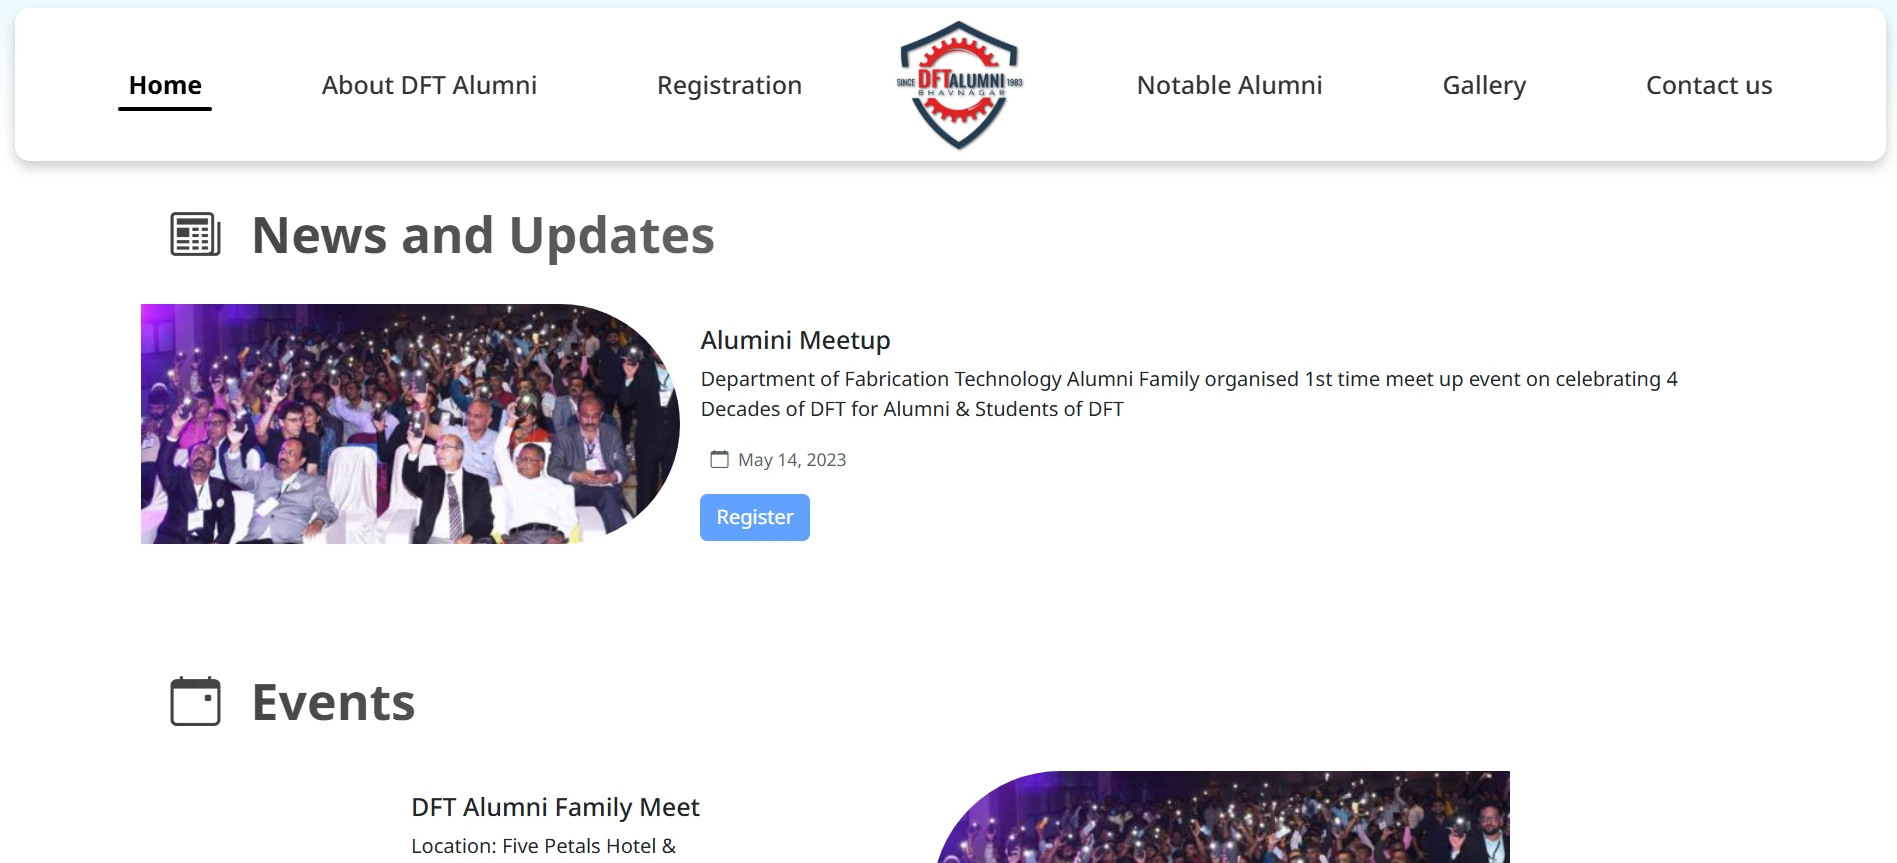 Home
About DFT Alumni
Registration
SINCE DFTALUMNI 1983
BHAVNAGAR
Notable Alumni
Gallery
Contact us
News and Updates
Alumini Meetup
Department of Fabrication Technology Alumni Family organised 1st time meet up event on celebrating 4
Decades of DFT for Alumni & Students of DFT
May 14, 2023
Register
Events
DFT Alumni Family Meet
Location: Five Petals Hotel &